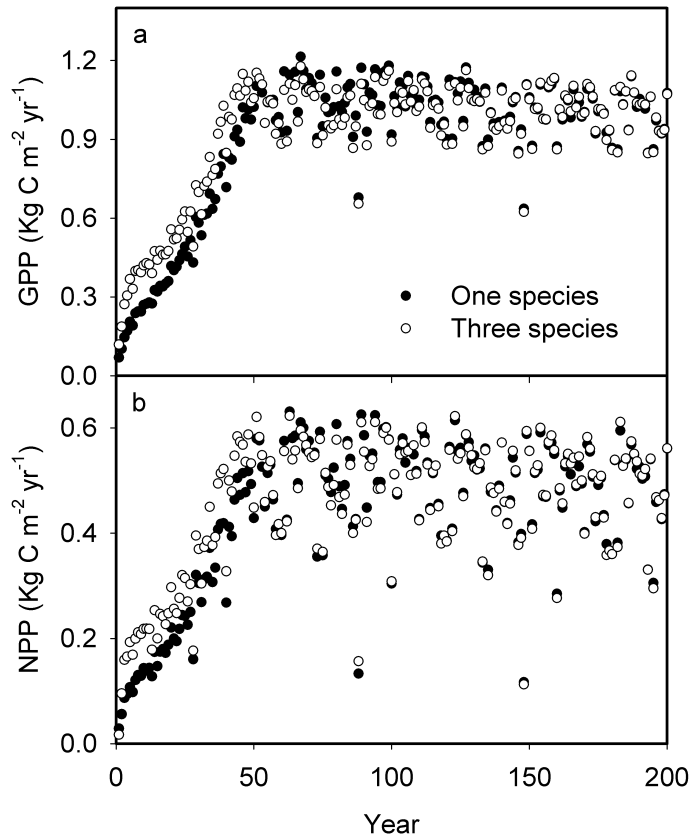 a
1.2
0.9
0.6
0.3
0.0
GPP (Kg C m⁻² yr⁻¹)
One species
Three species
b
0.6
0.4
0.2
0.0
NPP (Kg C m⁻² yr⁻¹)
0 50 100 150 200
Year